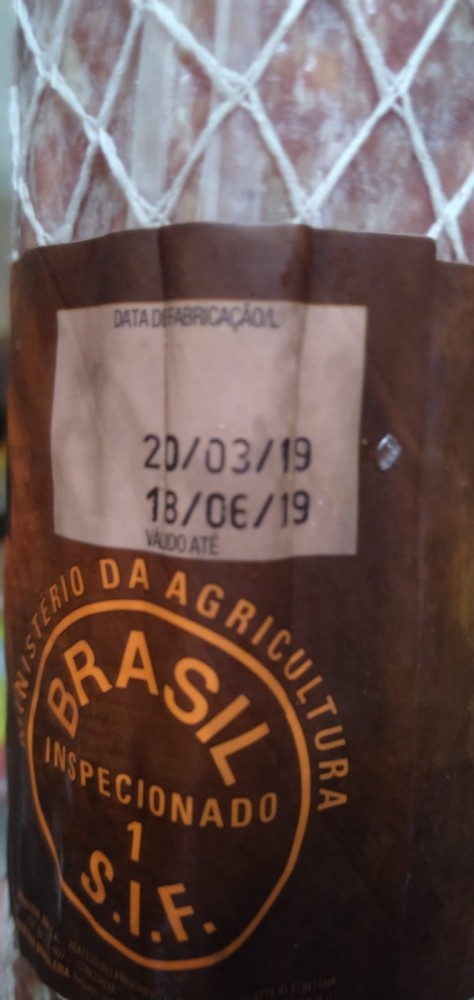 DATA DE FABRICAÇÃO/L
20/03/19
18/06/19
VÁLIDO ATÉ
MINISTÉRIO DA AGRICULTURA
BRASIL
INSPECIONADO
1
S.I.F.